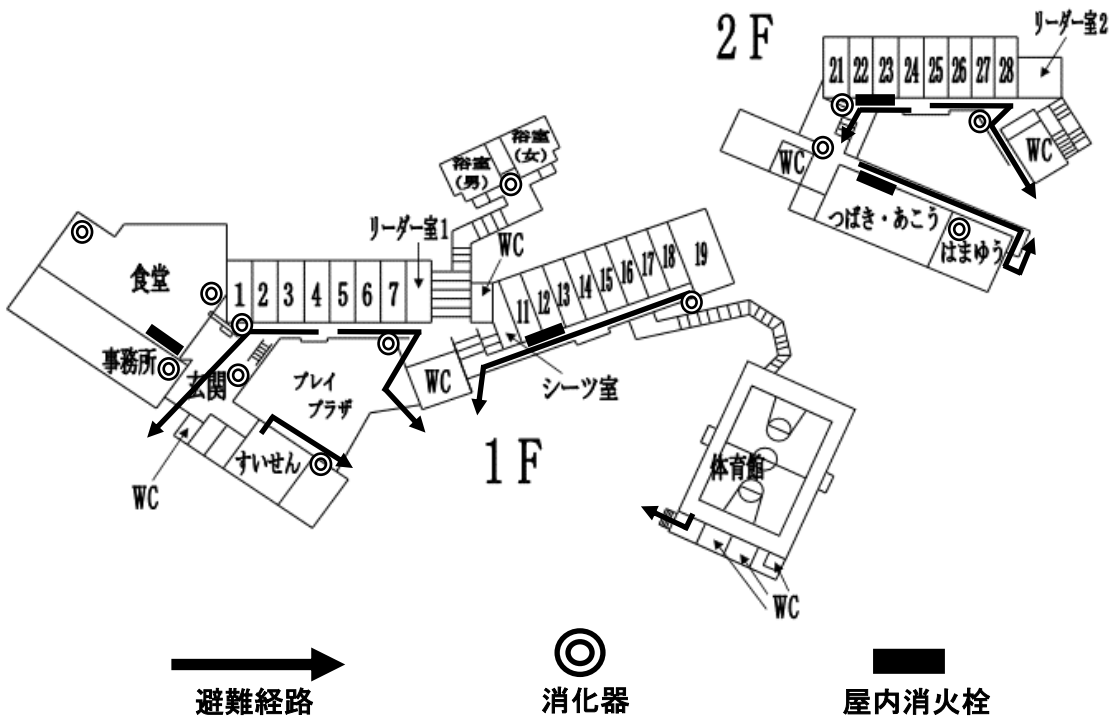 2F
リーダー室2
21 22 23 24 25 26 27 28
WC
WC
つばき・あこう
はまゆう
浴室
(女)
浴室
(男)
リーダー室1
WC
食堂
1 2 3 4 5 6 7
11 12 13 14 15 16 17 18 19
事務所
玄関
プレイ
プラザ
WC
シーツ室
すいせん
WC
1F
体育館
WC
避難経路
消化器
屋内消火栓